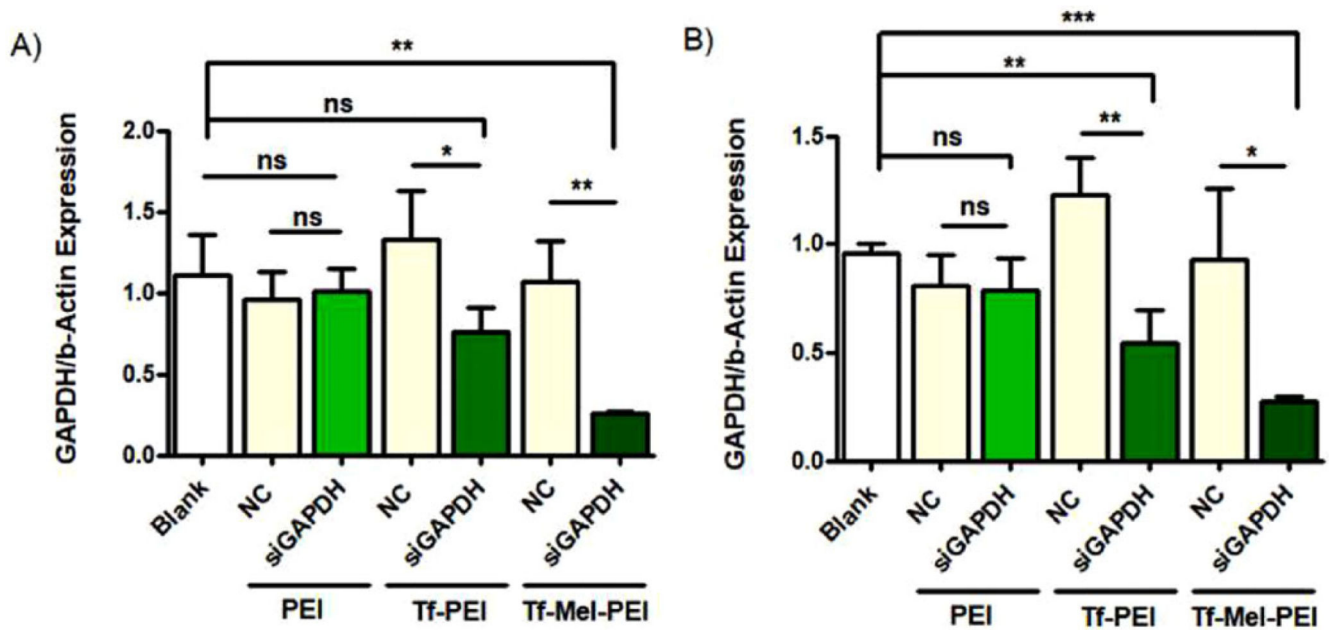 A)
**
ns
ns
*
ns
**
GAPDH/b-Actin Expression
2.0
1.5
1.0
0.5
0.0
Blank
NC
siGAPDH
NC
siGAPDH
NC
siGAPDH
PEI
Tf-PEI
Tf-Mel-PEI
B)
***
**
**
ns
*
ns
GAPDH/b-Actin Expression
1.5
1.0
0.5
0.0
Blank
NC
siGAPDH
NC
siGAPDH
NC
siGAPDH
PEI
Tf-PEI
Tf-Mel-PEI